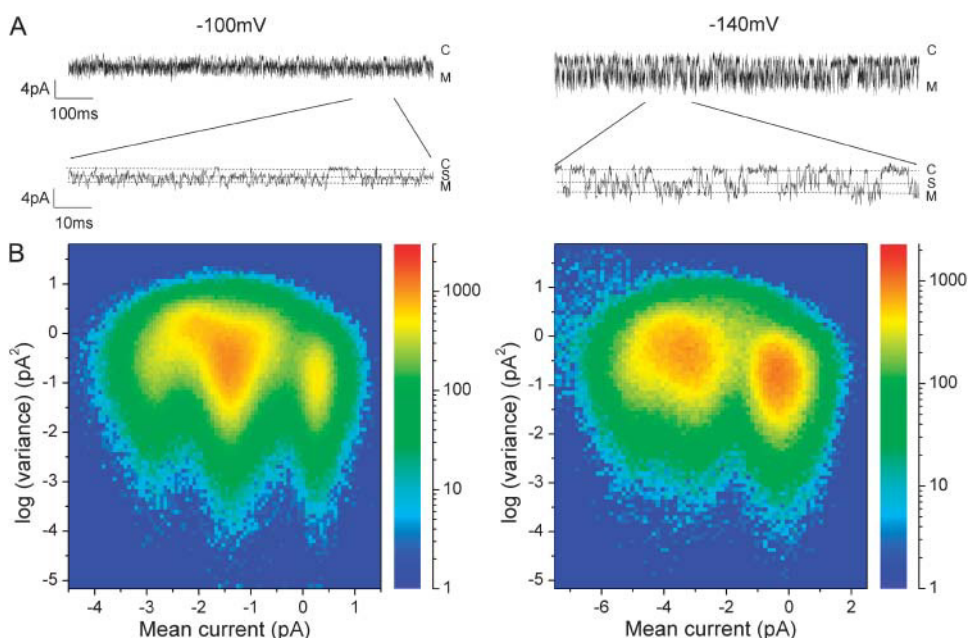 A
-100mV
-140mV
C
M
4pA
100ms
C
M
C
S
M
4pA
10ms
C
S
M
B
log (variance) (pA²)
1
0
-1
-2
-3
-4
-5
-4 -3 -2 -1 0 1
Mean current (pA)
1000
100
10
1
log (variance) (pA²)
1
0
-1
-2
-3
-4
-5
-6 -4 -2 0 2
Mean current (pA)
1000
100
10
1